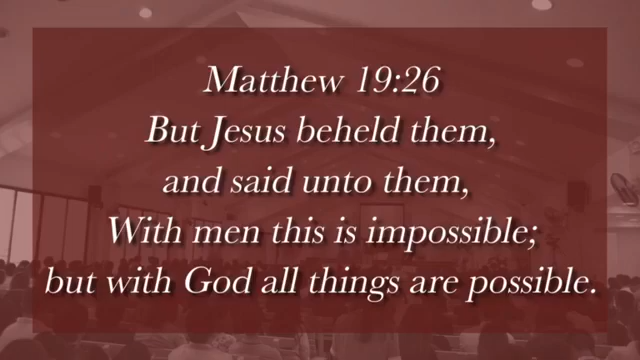 Matthew 19:26
But Jesus beheld them,
and said unto them,
With men this is impossible;
but with God all things are possible.